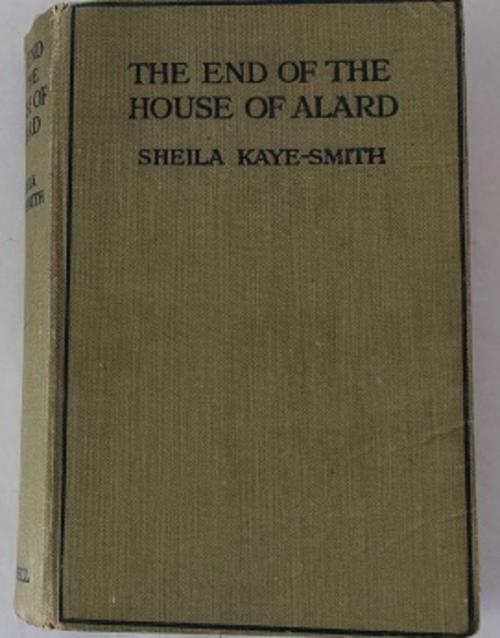 THE END OF THE
HOUSE OF ALARD
SHEILA KAYE-SMITH